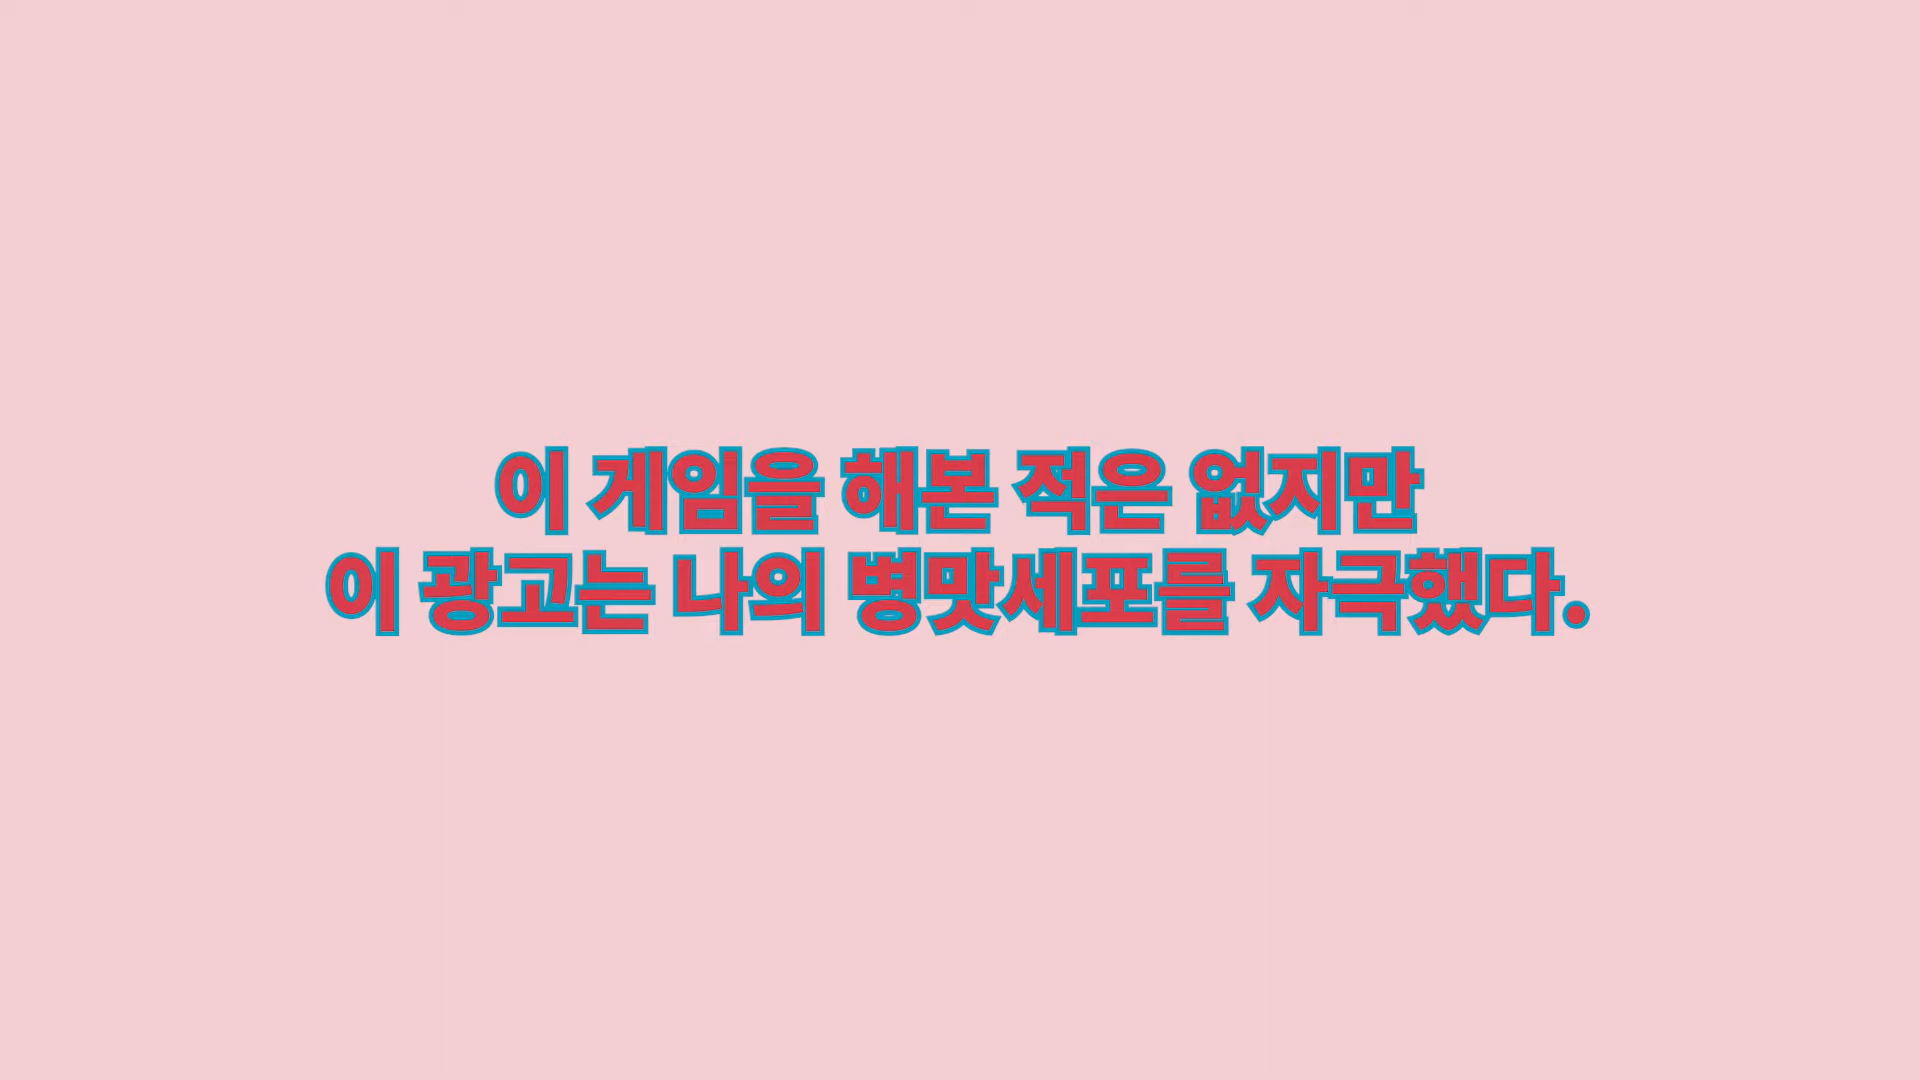 이 게임을 해본 적은 없지만
이 광고는 나의 병맛세포를 자극했다.